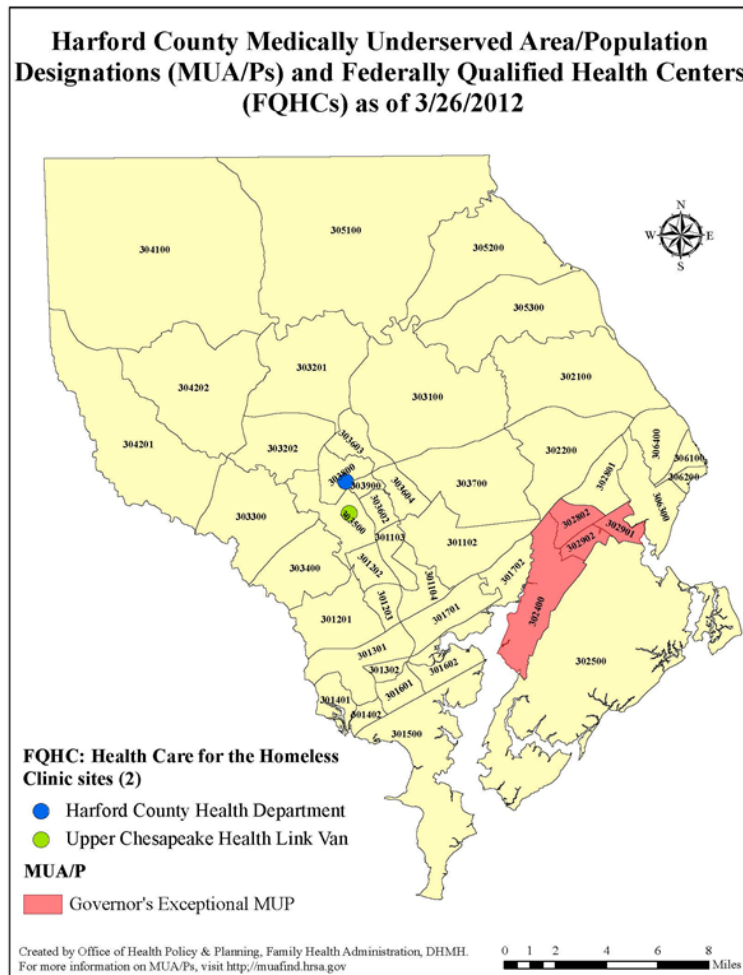 Harford County Medically Underserved Area/Population
Designations (MUA/Ps) and Federally Qualified Health Centers
(FQHCs) as of 3/26/2012
N
W E
S
304100
305100
305200
305300
304202
303201
303100
302100
304201
303202
303603
302200
306400
306100
306200
302801
303800
303900
303604
303700
306300
303300
303500
303602
301103
301102
302802
302901
302902
303400
301202
301104
301702
301201
301203
301701
302400
302500
301301
301302
301602
301401
301601
301402
301500
FQHC: Health Care for the Homeless
Clinic sites (2)
Harford County Health Department
Upper Chesapeake Health Link Van
MUA/P
Governor's Exceptional MUP
Created by Office of Health Policy & Planning, Family Health Administration, DHMH.
For more information on MUA/Ps, visit http;//muafind.hrsa.gov
0 1 2 4 6 8
Miles